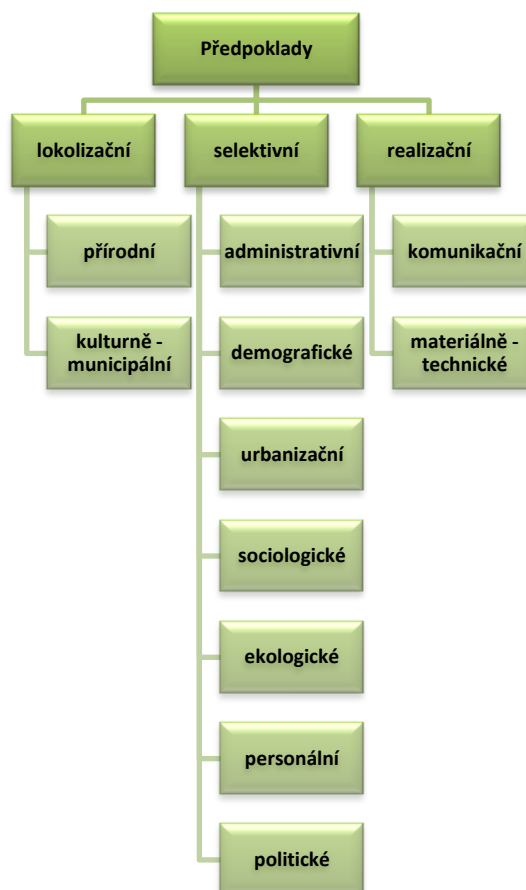 Předpoklady
lokolizační
selektivní
realizační
přírodní
kulturně -
municipální
administrativní
demografické
urbanizační
sociologické
ekologické
personální
politické
komunikační
materiálně -
technické